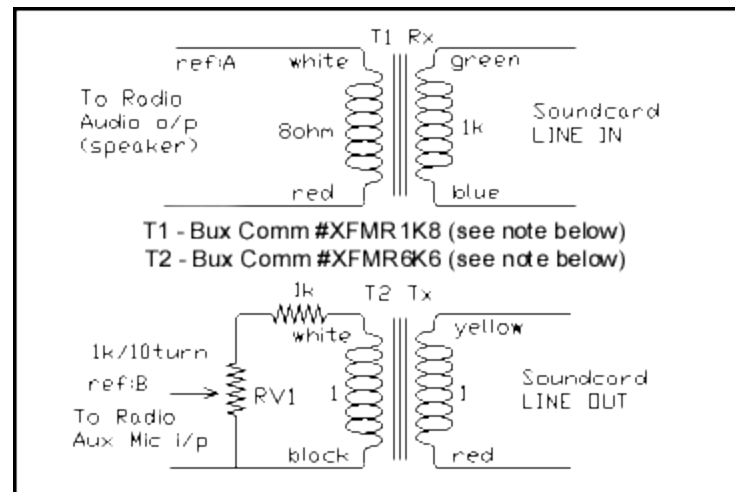 T1 Rx
ref:A
white
green
To Radio
Audio o/p
(speaker)
8ohm
1k
Soundcard
LINE IN
red
blue
T1 - Bux Comm #XFMR1K8 (see note below)
T2 - Bux Comm #XFMR6K6 (see note below)
1k
T2 Tx
white
yellow
1k/10turn
ref:B
RV1
1
1
Soundcard
LINE OUT
To Radio
Aux Mic i/p
black
red